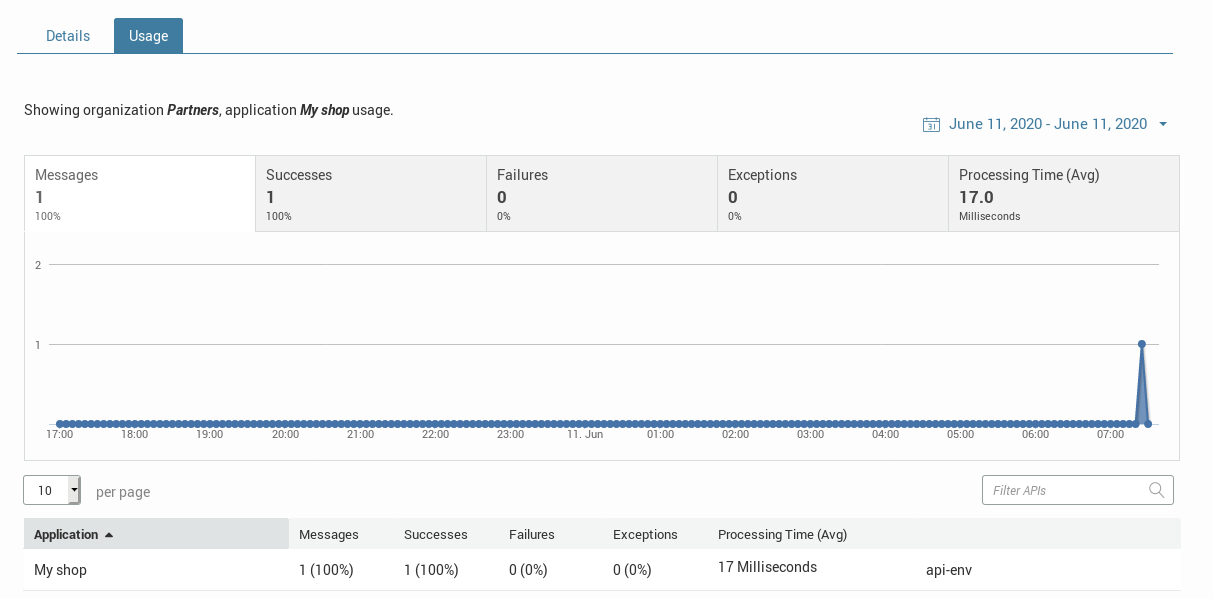 Details Usage
Showing organization Partners, application My shop usage.
31 June 11, 2020 - June 11, 2020
Messages Successes Failures Exceptions Processing Time (Avg)
1 1 0 0 17.0
100% 100% 0% 0% Milliseconds
2
1
17:00 18:00 19:00 20:00 21:00 22:00 23:00 11. Jun 01:00 02:00 03:00 04:00 05:00 06:00 07:00
10 per page Filter APIs
Application Messages Successes Failures Exceptions Processing Time (Avg)
My shop 1 (100%) 1 (100%) 0 (0%) 0 (0%) 17 Milliseconds api-env